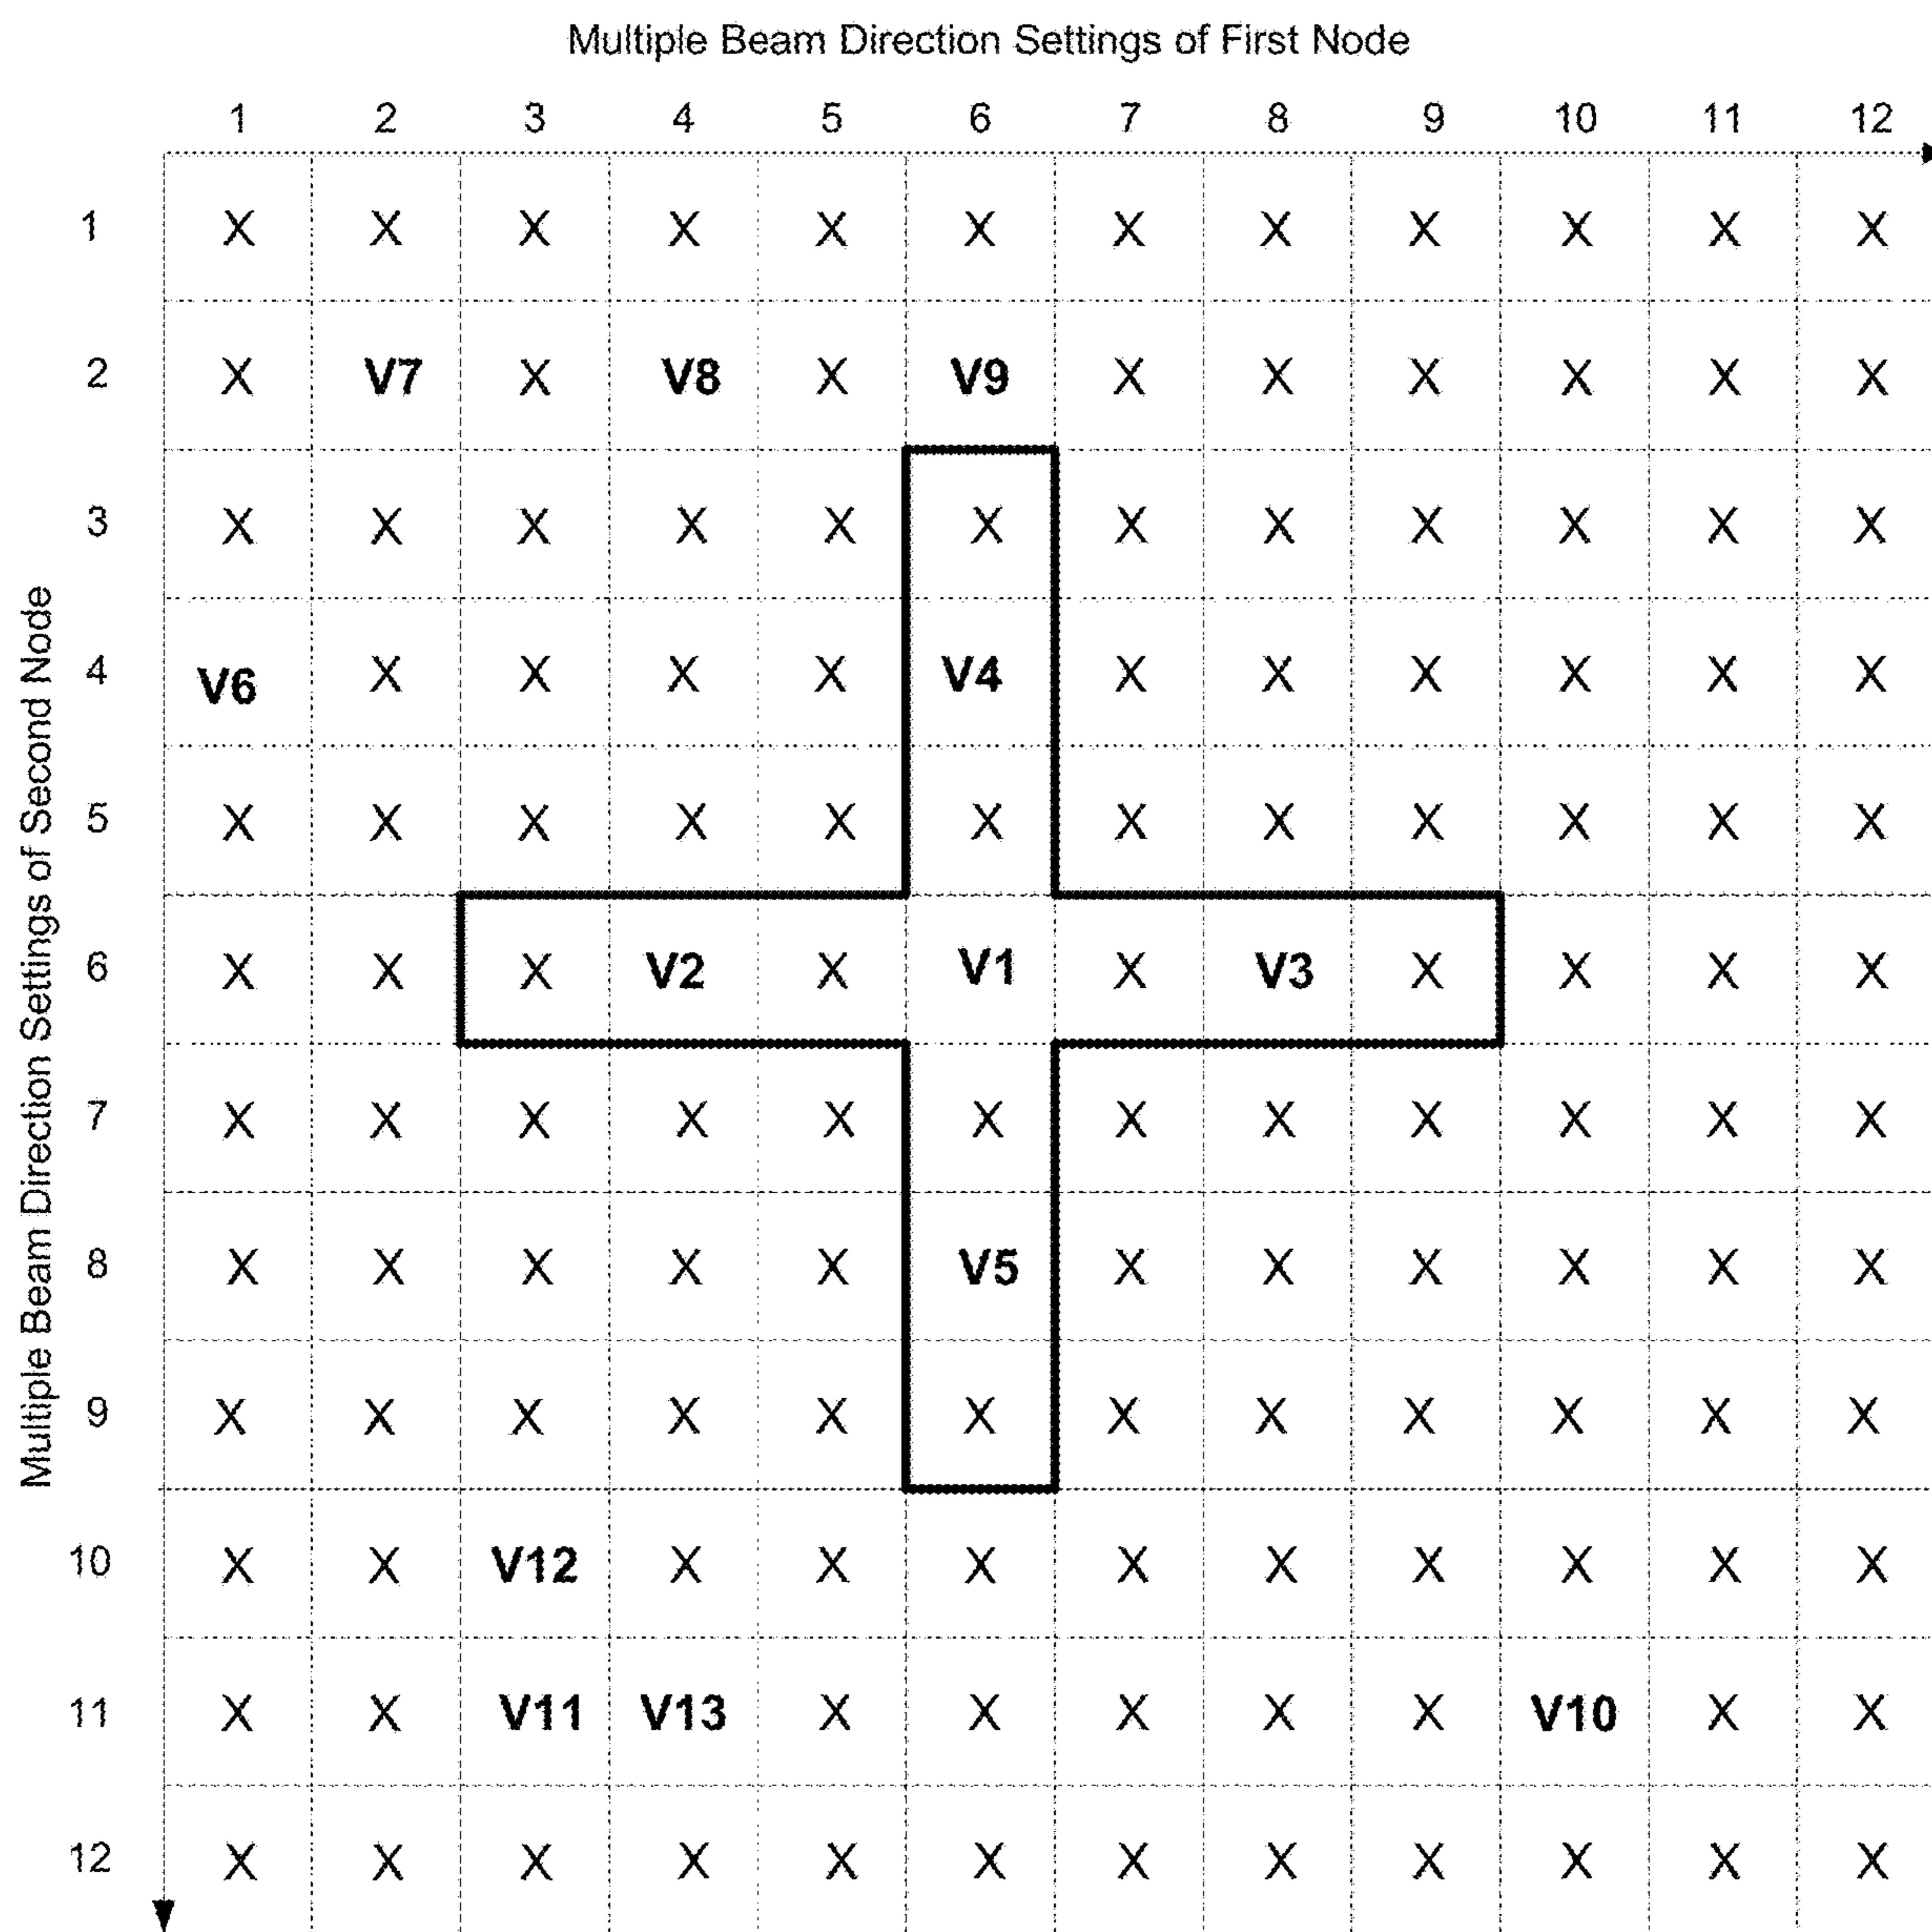 Multiple Beam Direction Settings of First Node
1 2 3 4 5 6 7 8 9 10 11 12
Multiple Beam Direction Settings of Second Node
1 X X X X X X X X X X X X
2 X V7 X V8 X V9 X X X X X X
3 X X X X X X X X X X X X
4 V6 X X X X V4 X X X X X X
5 X X X X X X X X X X X X
6 X X X V2 X V1 X V3 X X X X
7 X X X X X X X X X X X X
8 X X X X X V5 X X X X X X
9 X X X X X X X X X X X X
10 X X V12 X X X X X X X X X
11 X X V11 V13 X X X X X V10 X X
12 X X X X X X X X X X X X